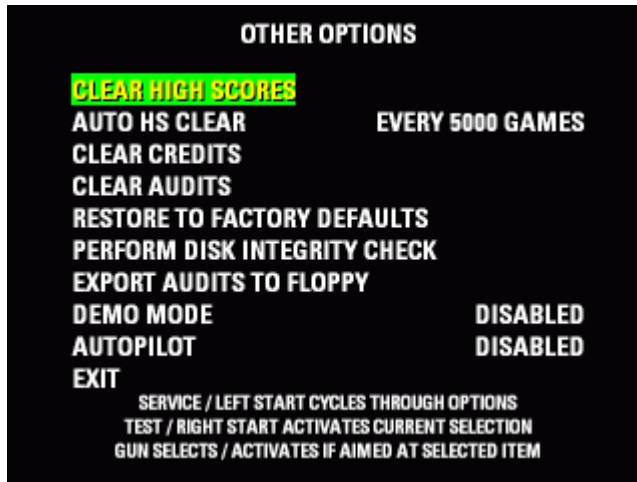 OTHER OPTIONS
CLEAR HIGH SCORES
AUTO HS CLEAR EVERY 5000 GAMES
CLEAR CREDITS
CLEAR AUDITS
RESTORE TO FACTORY DEFAULTS
PERFORM DISK INTEGRITY CHECK
EXPORT AUDITS TO FLOPPY
DEMO MODE DISABLED
AUTOPILOT DISABLED
EXIT
SERVICE / LEFT START CYCLES THROUGH OPTIONS
TEST / RIGHT START ACTIVATES CURRENT SELECTION
GUN SELECTS / ACTIVATES IF AIMED AT SELECTED ITEM